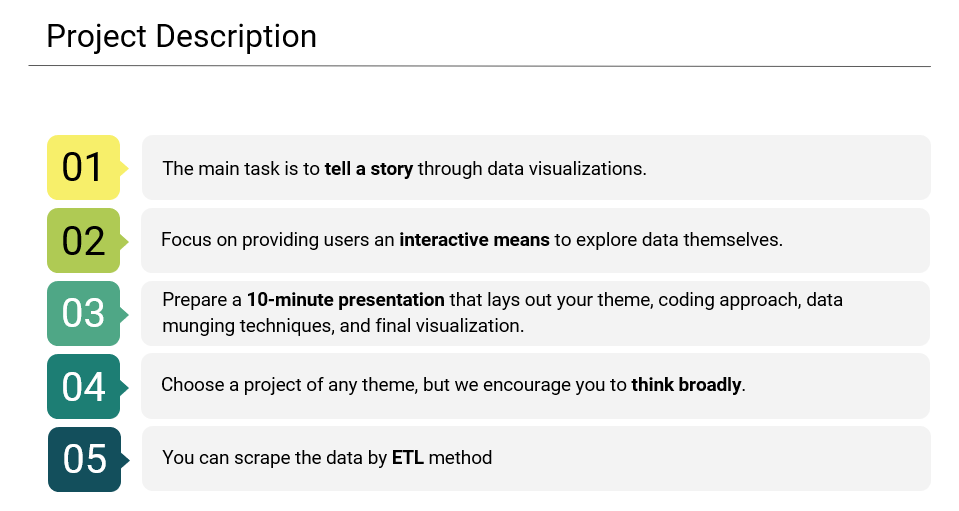 Project Description
01
The main task is to tell a story through data visualizations.
02
Focus on providing users an interactive means to explore data themselves.
03
Prepare a 10-minute presentation that lays out your theme, coding approach, data
munging techniques, and final visualization.
04
Choose a project of any theme, but we encourage you to think broadly.
05
You can scrape the data by ETL method